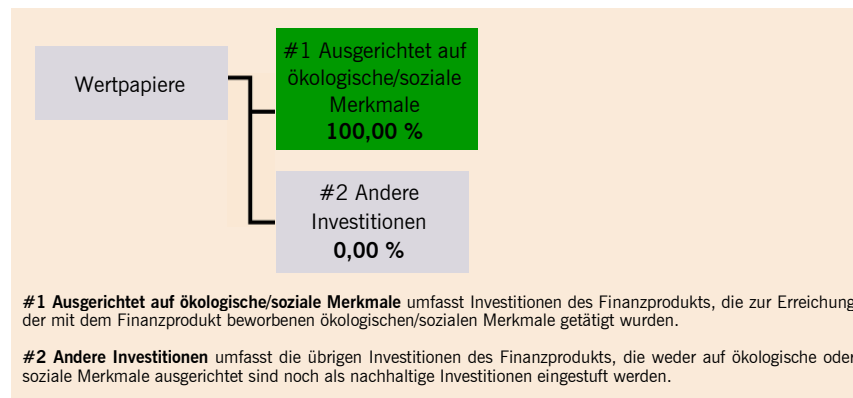 Wertpapiere
#1 Ausgerichtet auf
ökologische/soziale
Merkmale
100,00 %
#2 Andere
Investitionen
0,00 %
#1 Ausgerichtet auf ökologische/soziale Merkmale umfasst Investitionen des Finanzprodukts, die zur Erreichung
der mit dem Finanzprodukt beworbenen ökologischen/sozialen Merkmale getätigt wurden.
#2 Andere Investitionen umfasst die übrigen Investitionen des Finanzprodukts, die weder auf ökologische oder
soziale Merkmale ausgerichtet sind noch als nachhaltige Investitionen eingestuft werden.